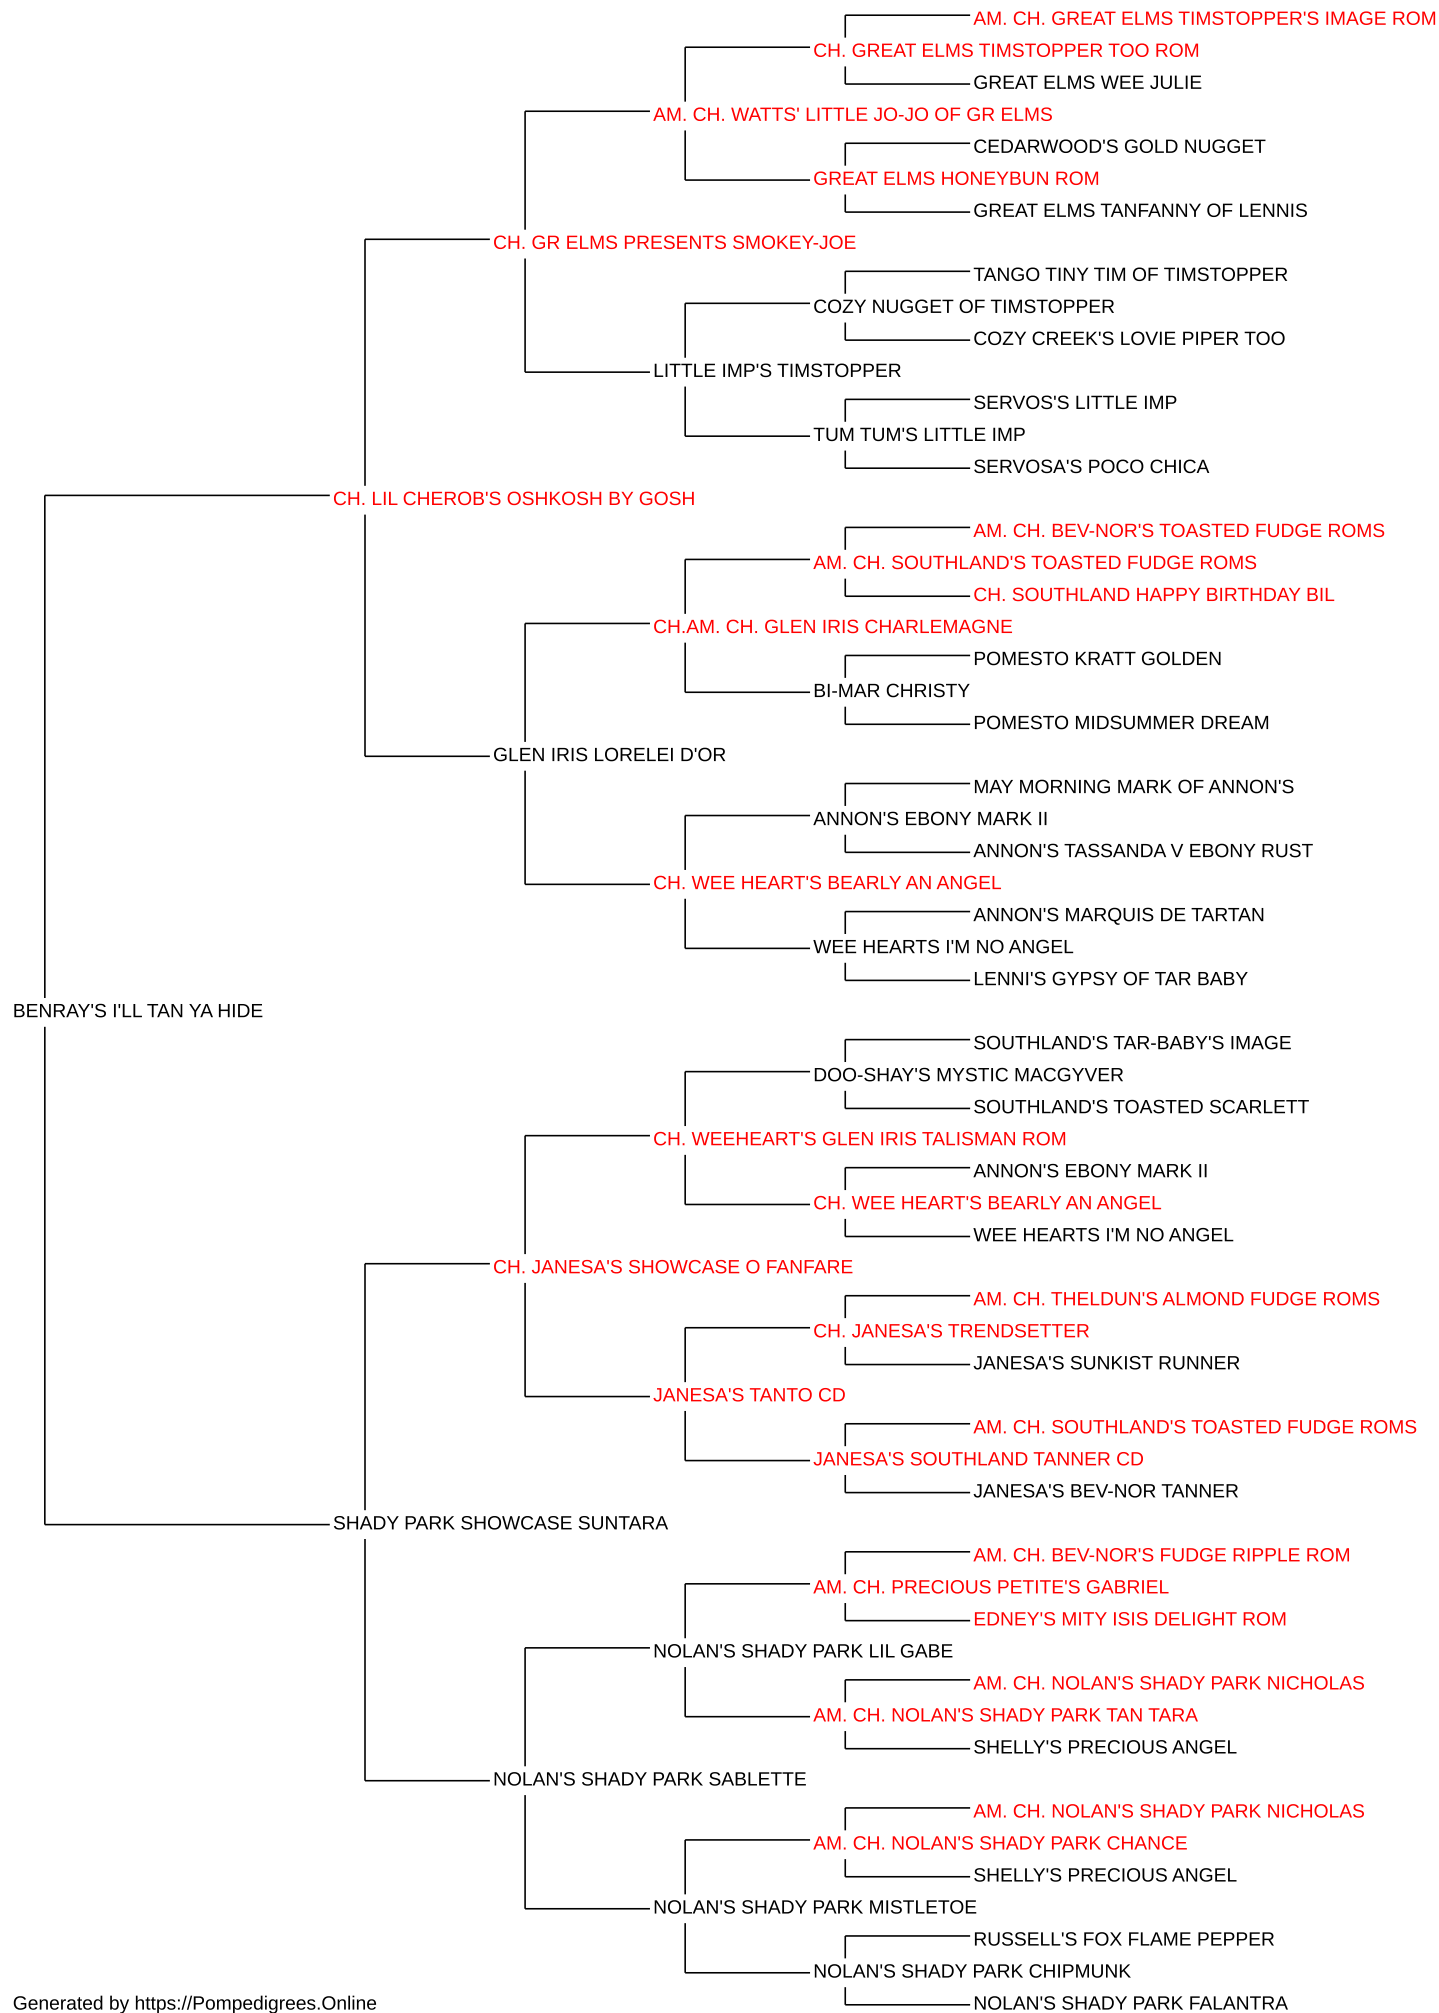 AM. CH. GREAT ELMS TIMSTOPPER'S IMAGE ROM
CH. GREAT ELMS TIMSTOPPER TOO ROM
GREAT ELMS WEE JULIE
AM. CH. WATTS' LITTLE JO-JO OF GR ELMS
CEDARWOOD'S GOLD NUGGET
GREAT ELMS HONEYBUN ROM
GREAT ELMS TANFANNY OF LENNIS
CH. GR ELMS PRESENTS SMOKEY-JOE
TANGO TINY TIM OF TIMSTOPPER
COZY NUGGET OF TIMSTOPPER
COZY CREEK'S LOVIE PIPER TOO
LITTLE IMP'S TIMSTOPPER
SERVOS'S LITTLE IMP
TUM TUM'S LITTLE IMP
SERVOSA'S POCO CHICA
CH. LIL CHEROB'S OSHKOSH BY GOSH
AM. CH. BEV-NOR'S TOASTED FUDGE ROMS
AM. CH. SOUTHLAND'S TOASTED FUDGE ROMS
CH. SOUTHLAND HAPPY BIRTHDAY BIL
CH.AM. CH. GLEN IRIS CHARLEMAGNE
POMESTO KRATT GOLDEN
BI-MAR CHRISTY
POMESTO MIDSUMMER DREAM
GLEN IRIS LORELEI D'OR
MAY MORNING MARK OF ANNON'S
ANNON'S EBONY MARK II
ANNON'S TASSANDA V EBONY RUST
CH. WEE HEART'S BEARLY AN ANGEL
ANNON'S MARQUIS DE TARTAN
WEE HEARTS I'M NO ANGEL
LENNI'S GYPSY OF TAR BABY
BENRAY'S I'LL TAN YA HIDE
SOUTHLAND'S TAR-BABY'S IMAGE
DOO-SHAY'S MYSTIC MACGYVER
SOUTHLAND'S TOASTED SCARLETT
CH. WEEHEART'S GLEN IRIS TALISMAN ROM
ANNON'S EBONY MARK II
CH. WEE HEART'S BEARLY AN ANGEL
WEE HEARTS I'M NO ANGEL
CH. JANESA'S SHOWCASE O FANFARE
AM. CH. THELDUN'S ALMOND FUDGE ROMS
CH. JANESA'S TRENDSETTER
JANESA'S SUNKIST RUNNER
JANESA'S TANTO CD
AM. CH. SOUTHLAND'S TOASTED FUDGE ROMS
JANESA'S SOUTHLAND TANNER CD
JANESA'S BEV-NOR TANNER
SHADY PARK SHOWCASE SUNTARA
AM. CH. BEV-NOR'S FUDGE RIPPLE ROM
AM. CH. PRECIOUS PETITE'S GABRIEL
EDNEY'S MITY ISIS DELIGHT ROM
NOLAN'S SHADY PARK LIL GABE
AM. CH. NOLAN'S SHADY PARK NICHOLAS
AM. CH. NOLAN'S SHADY PARK TAN TARA
SHELLY'S PRECIOUS ANGEL
NOLAN'S SHADY PARK SABLETTE
AM. CH. NOLAN'S SHADY PARK NICHOLAS
AM. CH. NOLAN'S SHADY PARK CHANCE
SHELLY'S PRECIOUS ANGEL
NOLAN'S SHADY PARK MISTLETOE
RUSSELL'S FOX FLAME PEPPER
NOLAN'S SHADY PARK CHIPMUNK
NOLAN'S SHADY PARK FALANTRA
Generated by https://Pompedigrees.Online